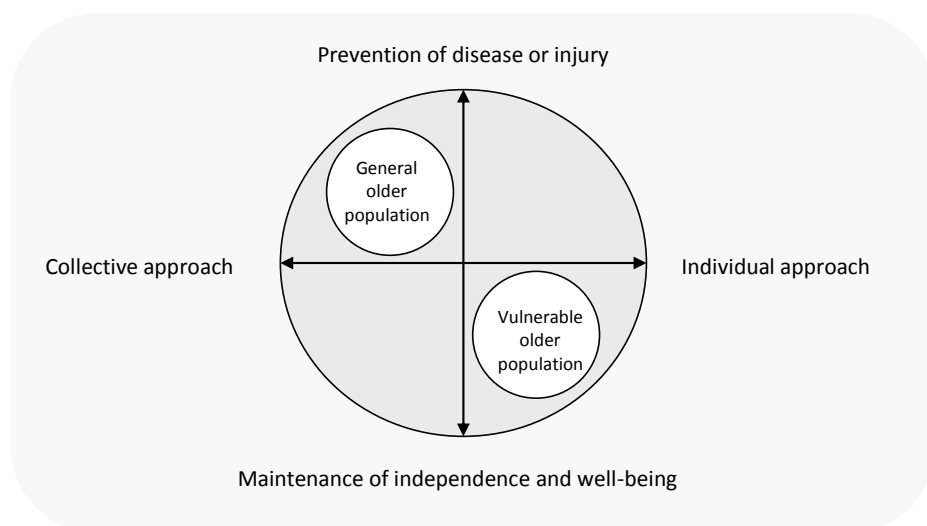 Prevention of disease or injury
General
older
population
Collective approach
Individual approach
Vulnerable
older
population
Maintenance of independence and well-being